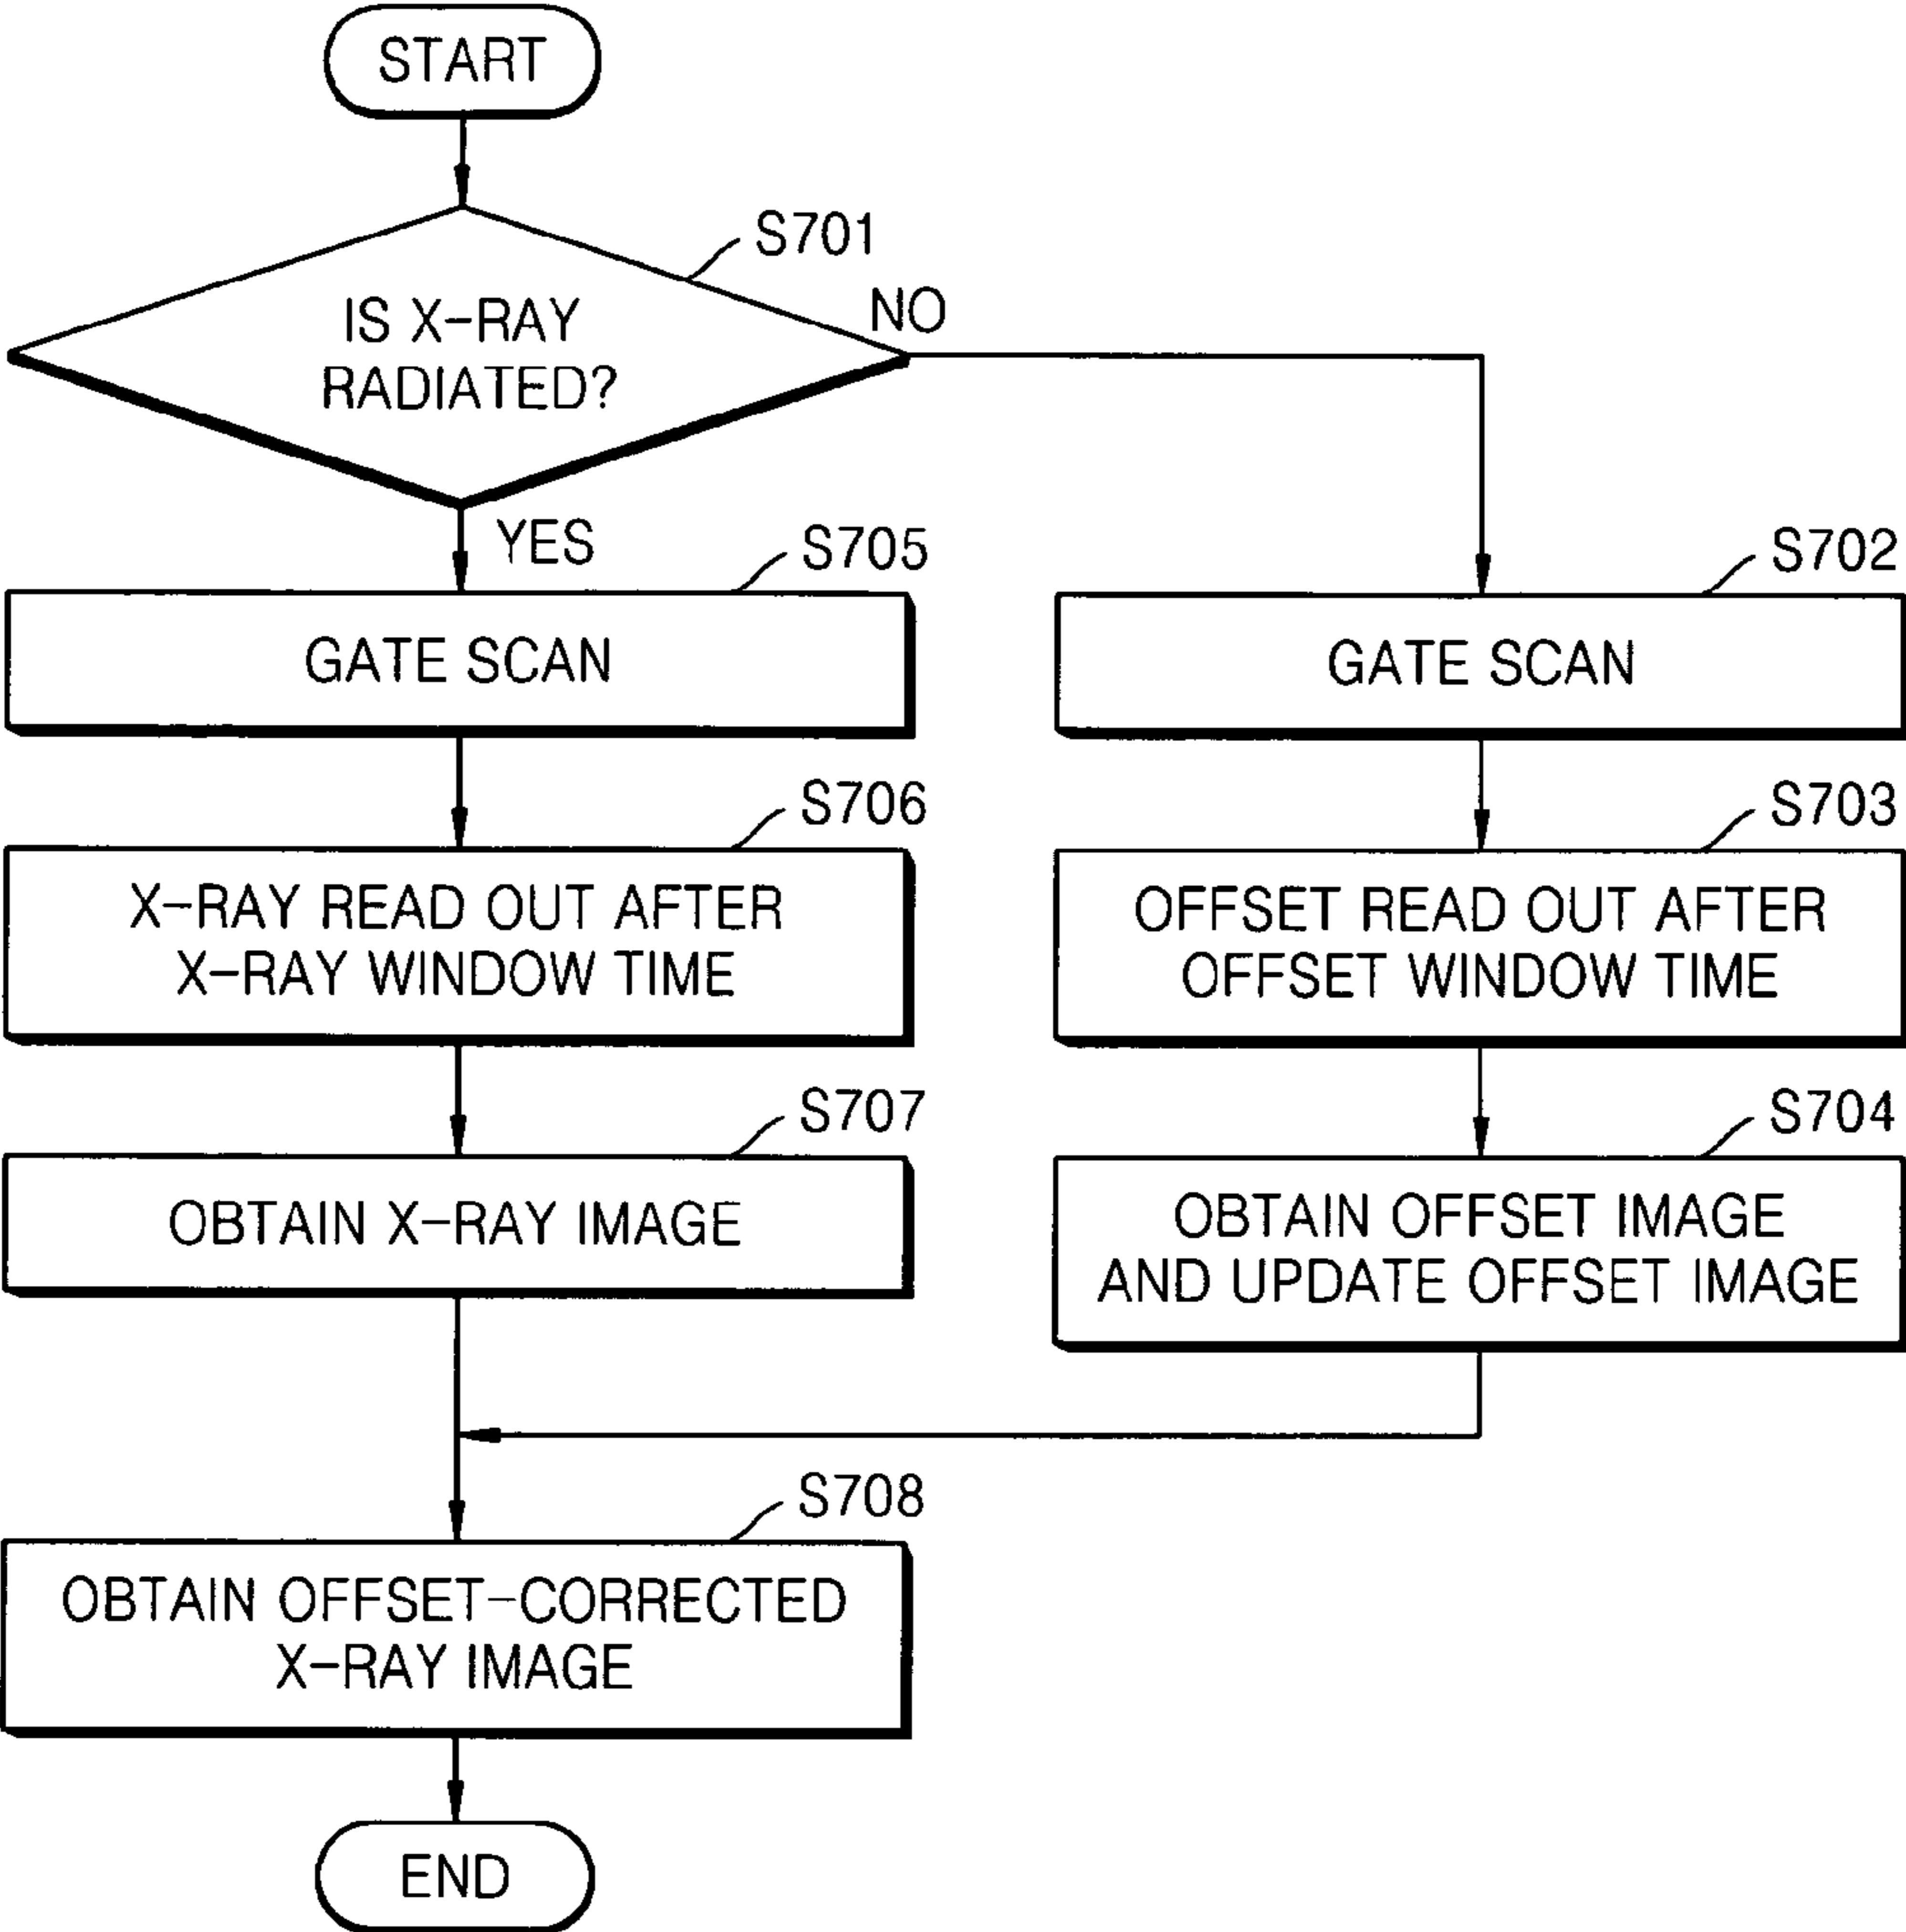 START
S701
IS X-RAY
RADIATED?
NO
YES
S705
GATE SCAN
S702
GATE SCAN
S706
X-RAY READ OUT AFTER
X-RAY WINDOW TIME
S703
OFFSET READ OUT AFTER
OFFSET WINDOW TIME
S707
OBTAIN X-RAY IMAGE
S704
OBTAIN OFFSET IMAGE
AND UPDATE OFFSET IMAGE
S708
OBTAIN OFFSET-CORRECTED
X-RAY IMAGE
END